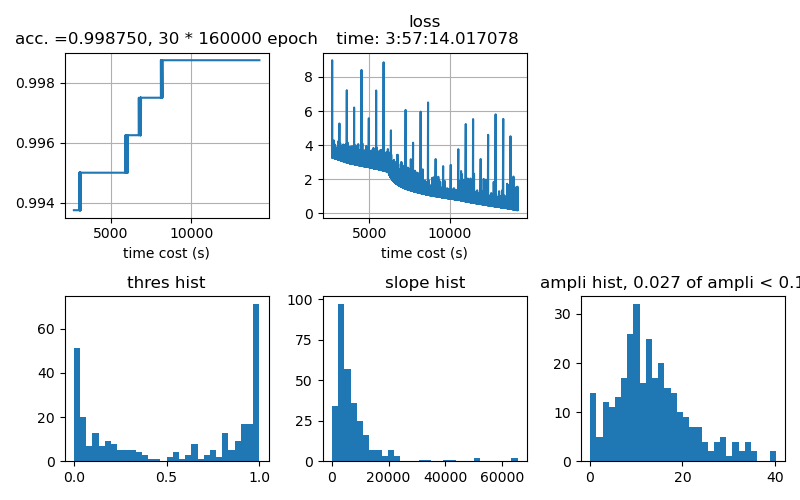 acc. =0.998750, 30 * 160000 epoch
loss
time: 3:57:14.017078
0.998
0.996
0.994
5000 10000
time cost (s)
8
6
4
2
0
5000 10000
time cost (s)
thres hist
60
40
20
0
0.0 0.5 1.0
slope hist
100
75
50
25
0
0 20000 40000 60000
ampli hist, 0.027 of ampli < 0.1
30
20
10
0
0 20 40